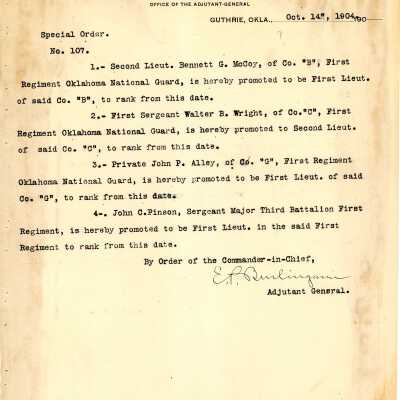 OFFICE OF THE ADJUTANT-GENERAL
GUTHRIE, OKLA. Oct. 14", 1904, 190
Special Order.
No. 107.
1.- Second Lieut. Bennett G. McCoy, of Co. "B", First
Regiment Oklahoma National Guard, is hereby promoted to be First Lieut.
of said Co. "B", to rank from this date.
2.- First Sergeant Walter B. Wright, of Co."C", First
Regiment Oklahoma National Guard, is hereby promoted to Second Lieut.
of said Co. "C", to rank from this date.
3.- Private John P. Alley, of Co. "G", First Regiment
Oklahoma National Guard, is hereby promoted to be First Lieut. of said
Co. "G", to rank from this date.
4-. John C.Pinson, Sergeant Major Third Battalion First
Regiment, is hereby promoted to be First Lieut. in the said First
Regiment to rank from this date.
By Order of the Commander-in-Chief,
E.P. Burlingame
Adjutant General.